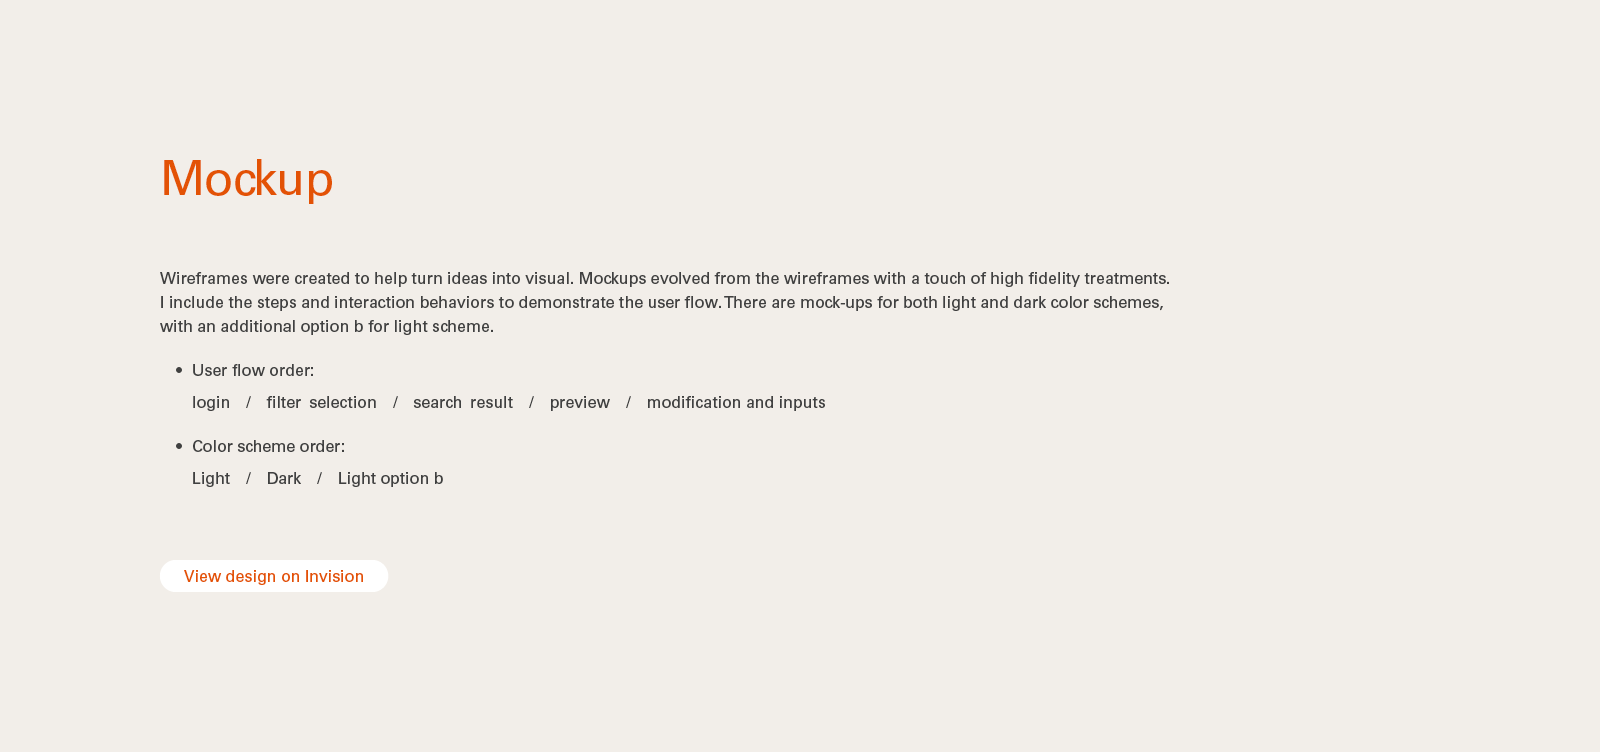 Mockup
Wireframes were created to help turn ideas into visual. Mockups evolved from the wireframes with a touch of high fidelity treatments.
I include the steps and interaction behaviors to demonstrate the user flow. There are mock-ups for both light and dark color schemes,
with an additional option b for light scheme.
• User flow order:
login / filter selection / search result / preview / modification and inputs
• Color scheme order:
Light / Dark / Light option b
View design on Invision